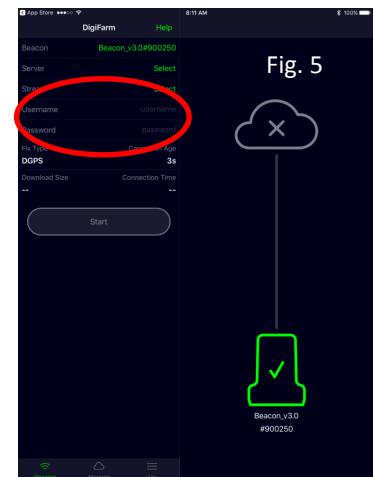 App Store 8:11 AM 100%
DigiFarm Help
Beacon Beacon_v3.0#900250
Server Select
Stream Select
Username username
Password password
Fix Type Age
DGPS 3s
Download Size Connection Time
-- --
Start
Fig. 5
Beacon_v3.0
#900250